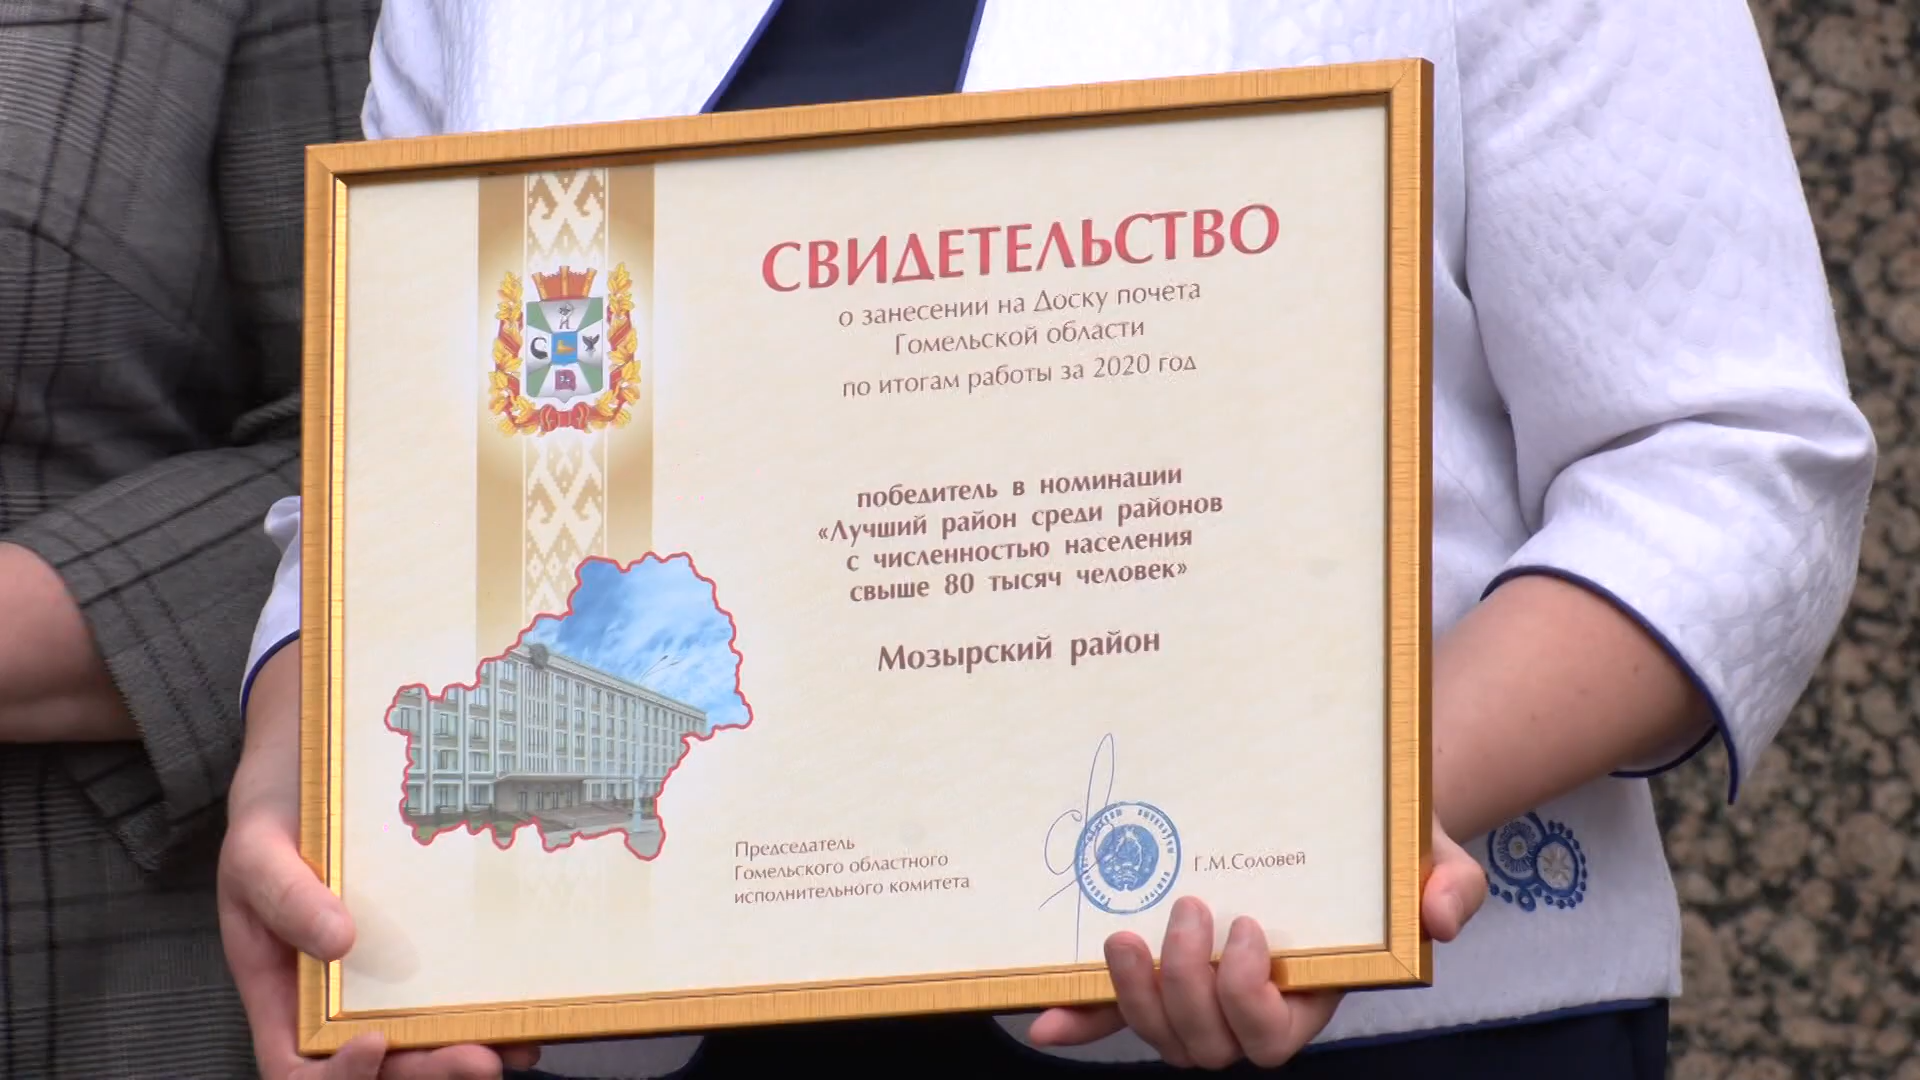 СВИДЕТЕЛЬСТВО
о занесении на Доску почета
Гомельской области
по итогам работы за 2020 год
победитель в номинации
«Лучший район среди районов
с численностью населения
свыше 80 тысяч человек»
Мозырский район
Председатель
Гомельского областного
исполнительного комитета
Г.М.Соловей